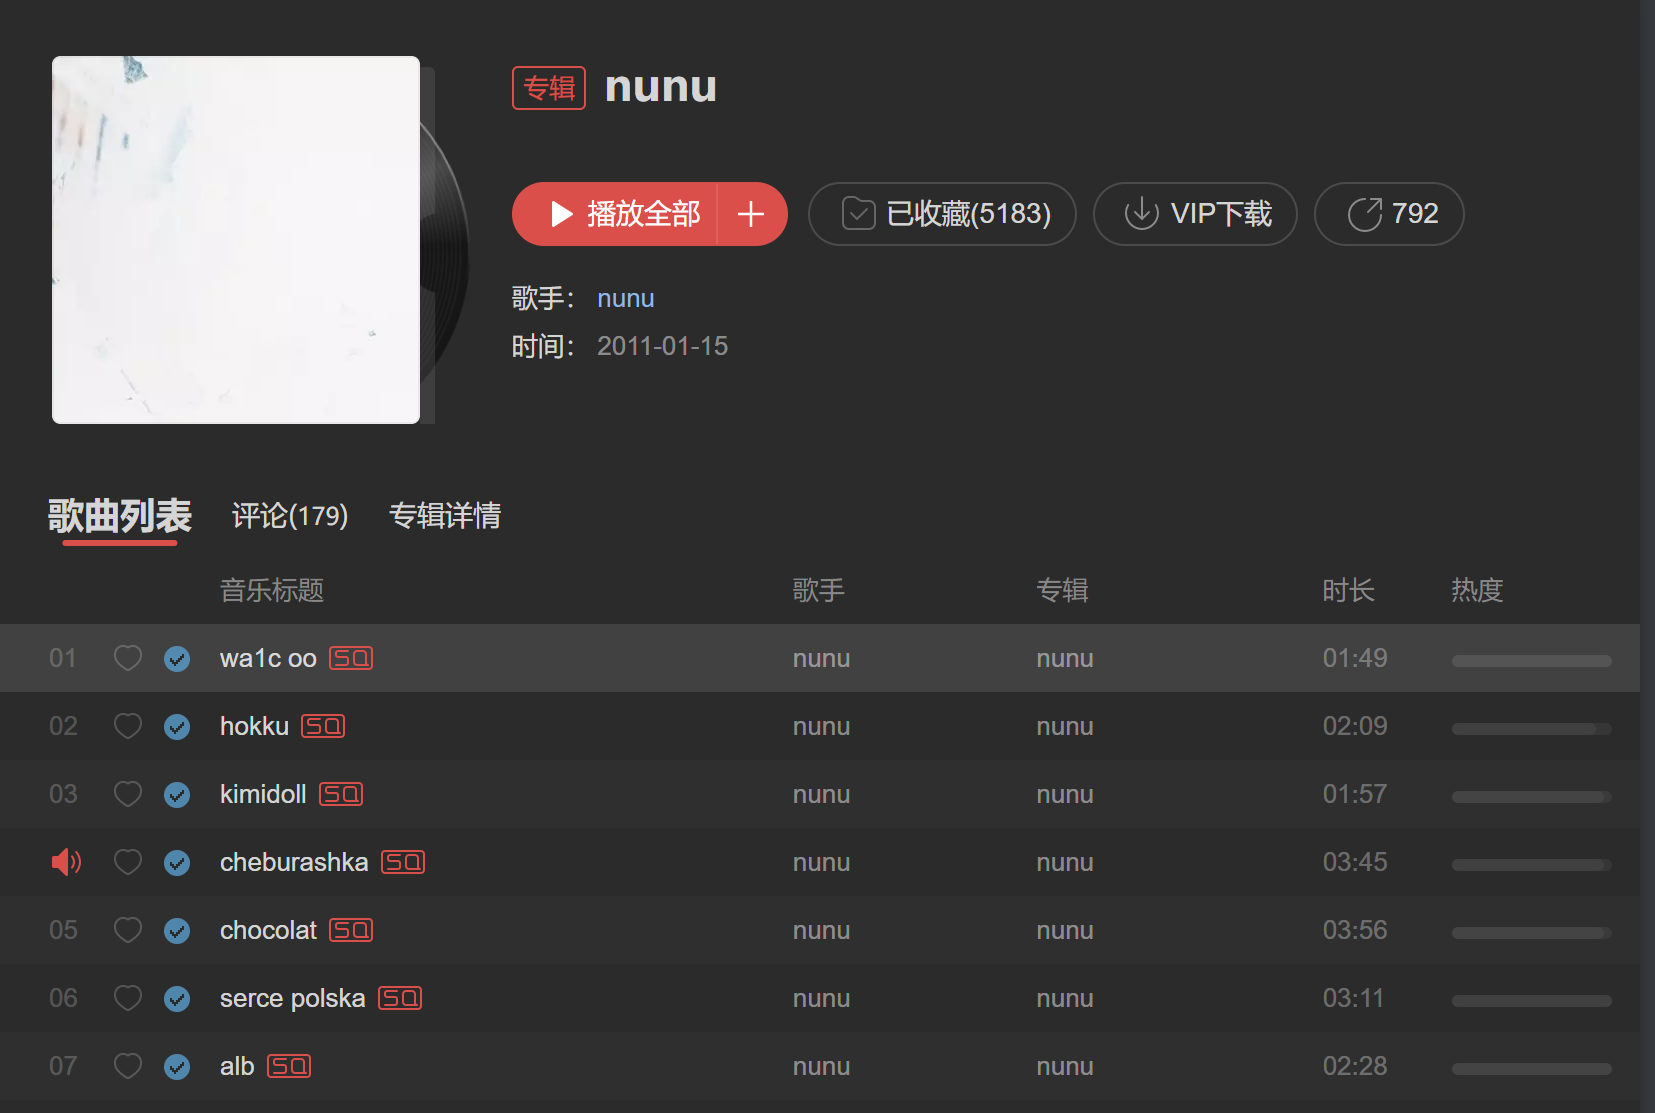 专辑 nunu
播放全部 已收藏(5183) VIP下载 792
歌手： nunu
时间： 2011-01-15
歌曲列表 评论(179) 专辑详情
音乐标题 歌手 专辑 时长 热度
01 wa1c oo SQ nunu nunu 01:49
02 hokku SQ nunu nunu 02:09
03 kimidoll SQ nunu nunu 01:57
cheburashka SQ nunu nunu 03:45
05 chocolat SQ nunu nunu 03:56
06 serce polska SQ nunu nunu 03:11
07 alb SQ nunu nunu 02:28